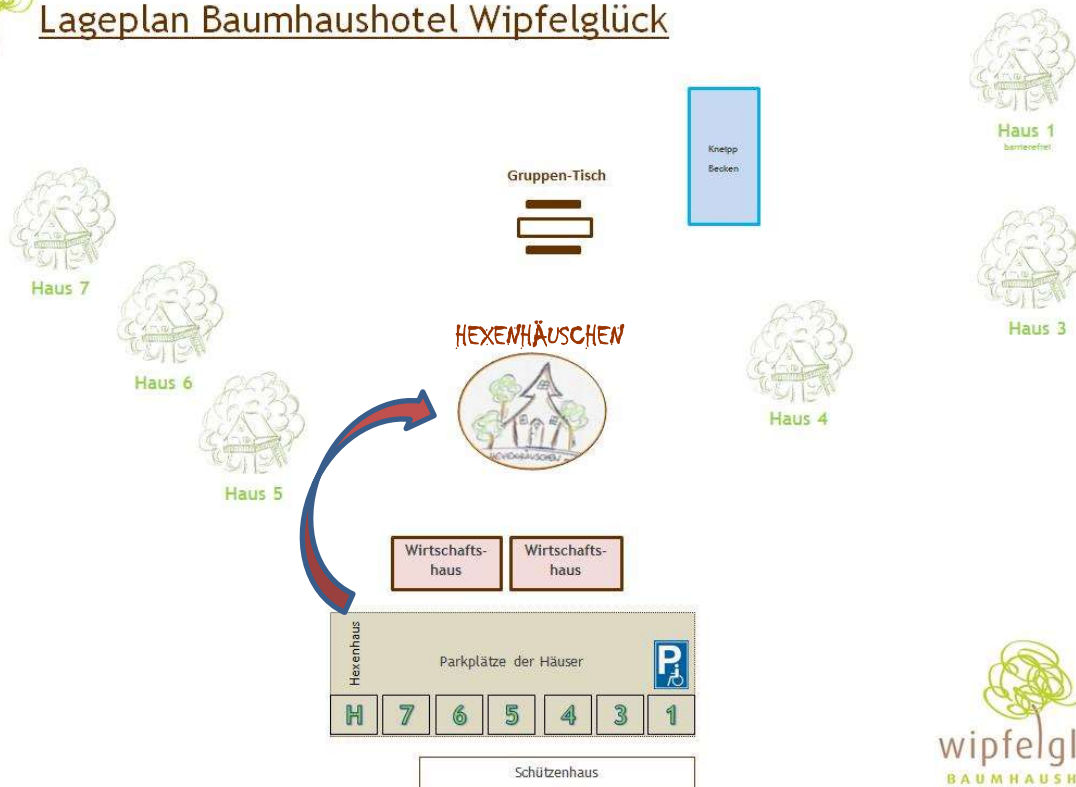 Lageplan Baumhaushotel Wipfelglück
Haus 1
barrierefrei
Kneipp
Becken
Gruppen-Tisch
Haus 7
HEXENHÄUSCHEN
Haus 3
Haus 6
Haus 4
HEXENHÄUSCHEN
Haus 5
Wirtschafts-
haus
Wirtschafts-
haus
Hexenhaus
Parkplätze der Häuser
P
H 7 6 5 4 3 1
Schützenhaus
wipfelgl
BAUMHAUSH